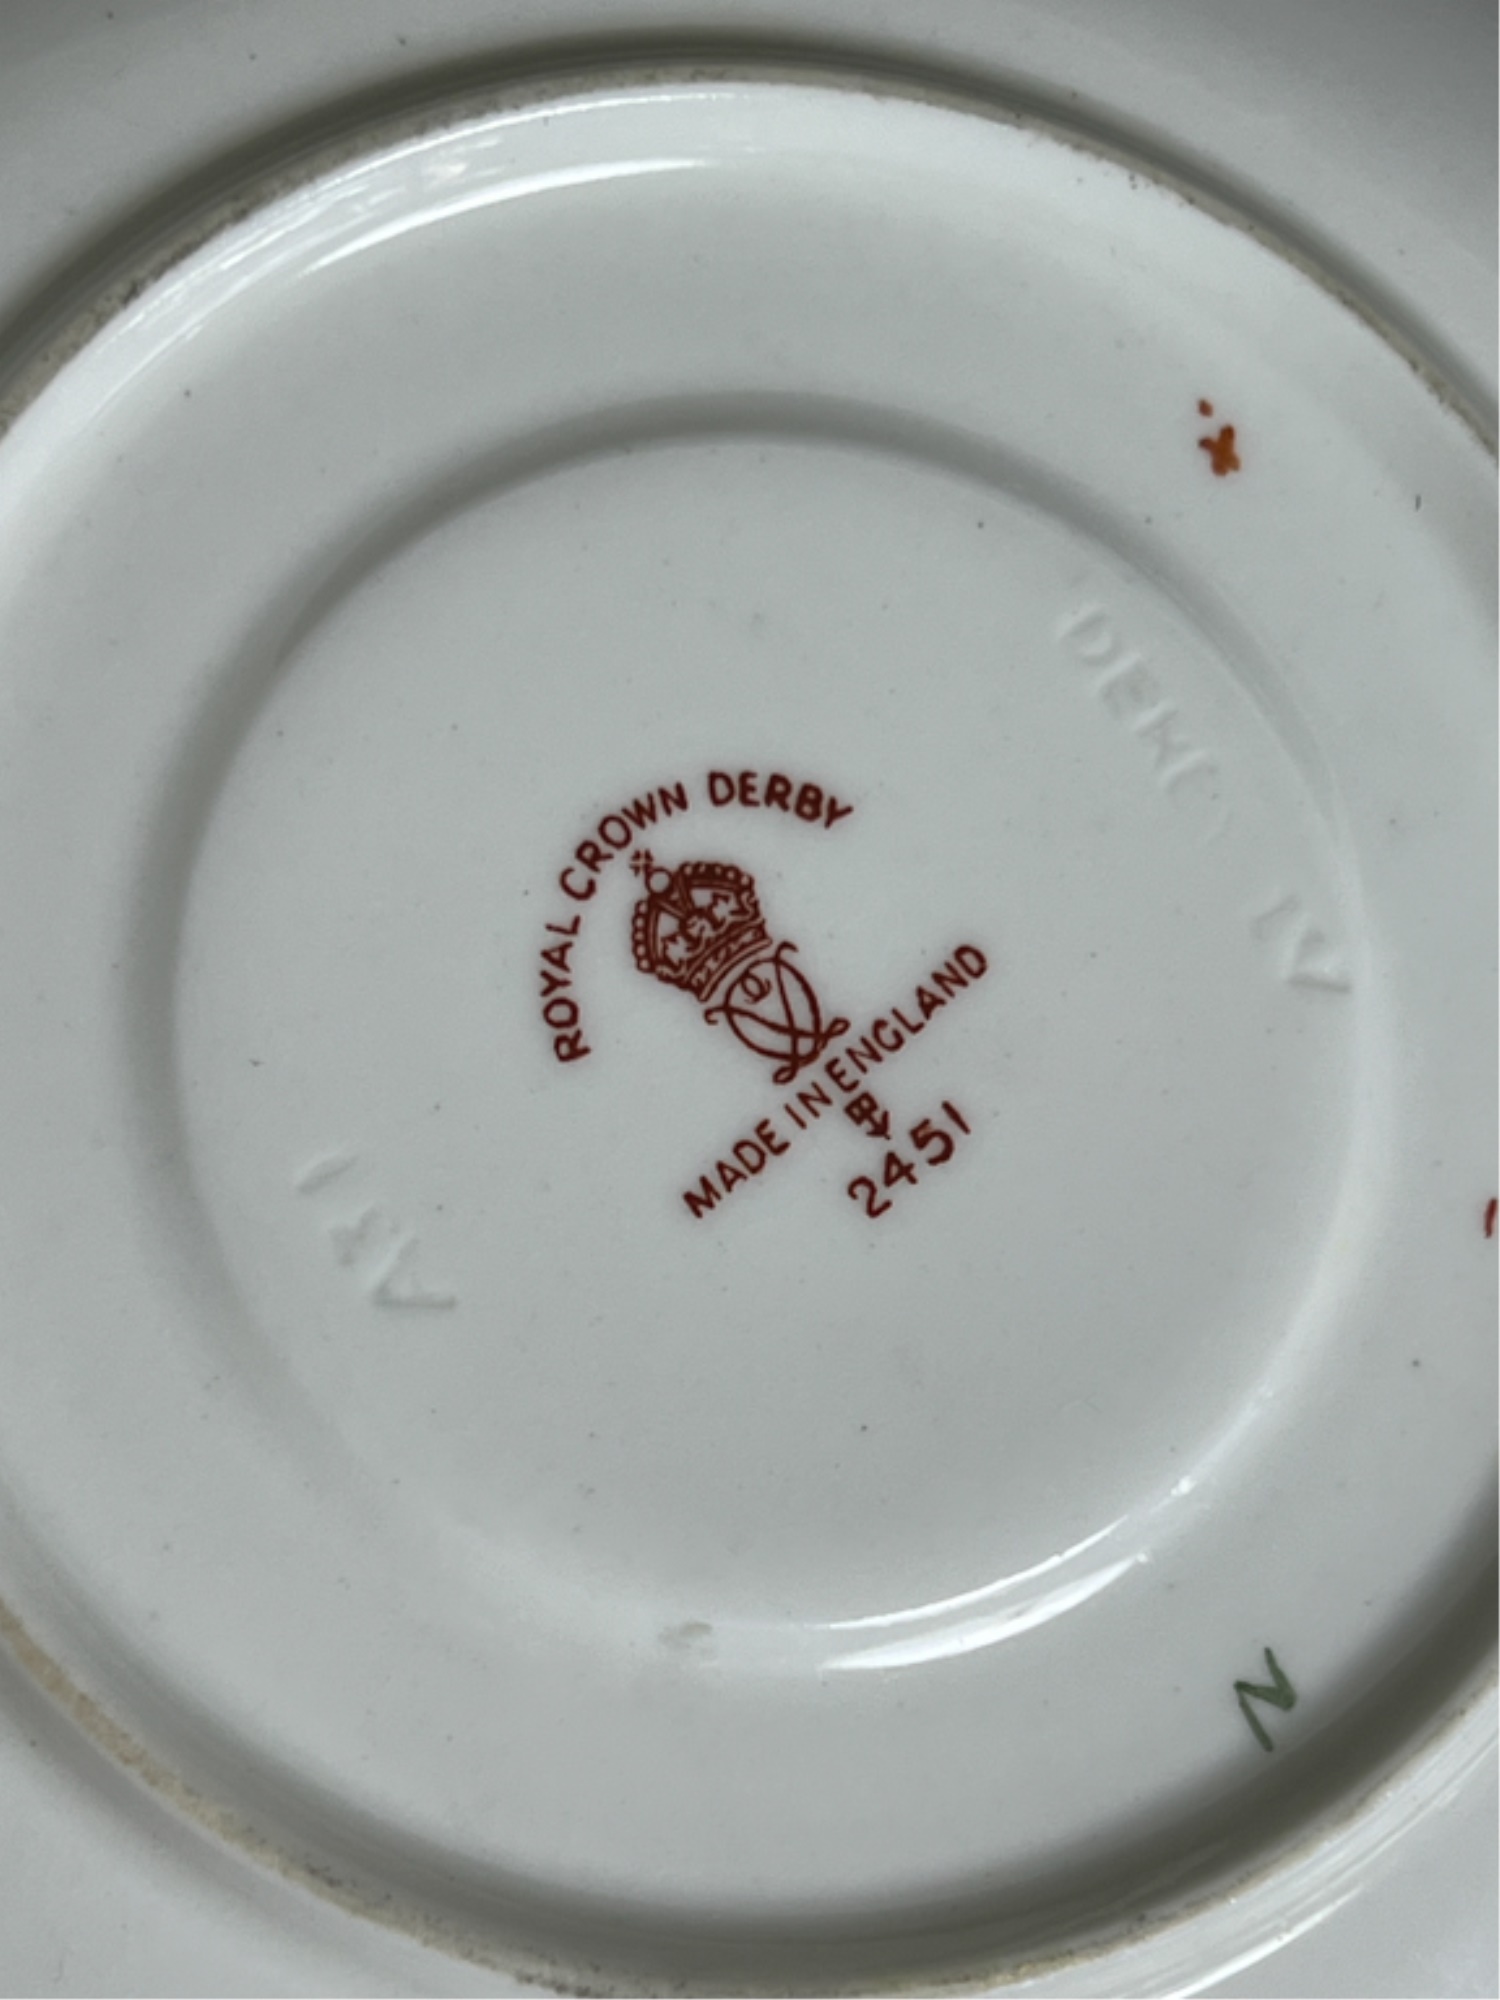 ROYAL CROWN DERBY
MADE IN ENGLAND
2451
N